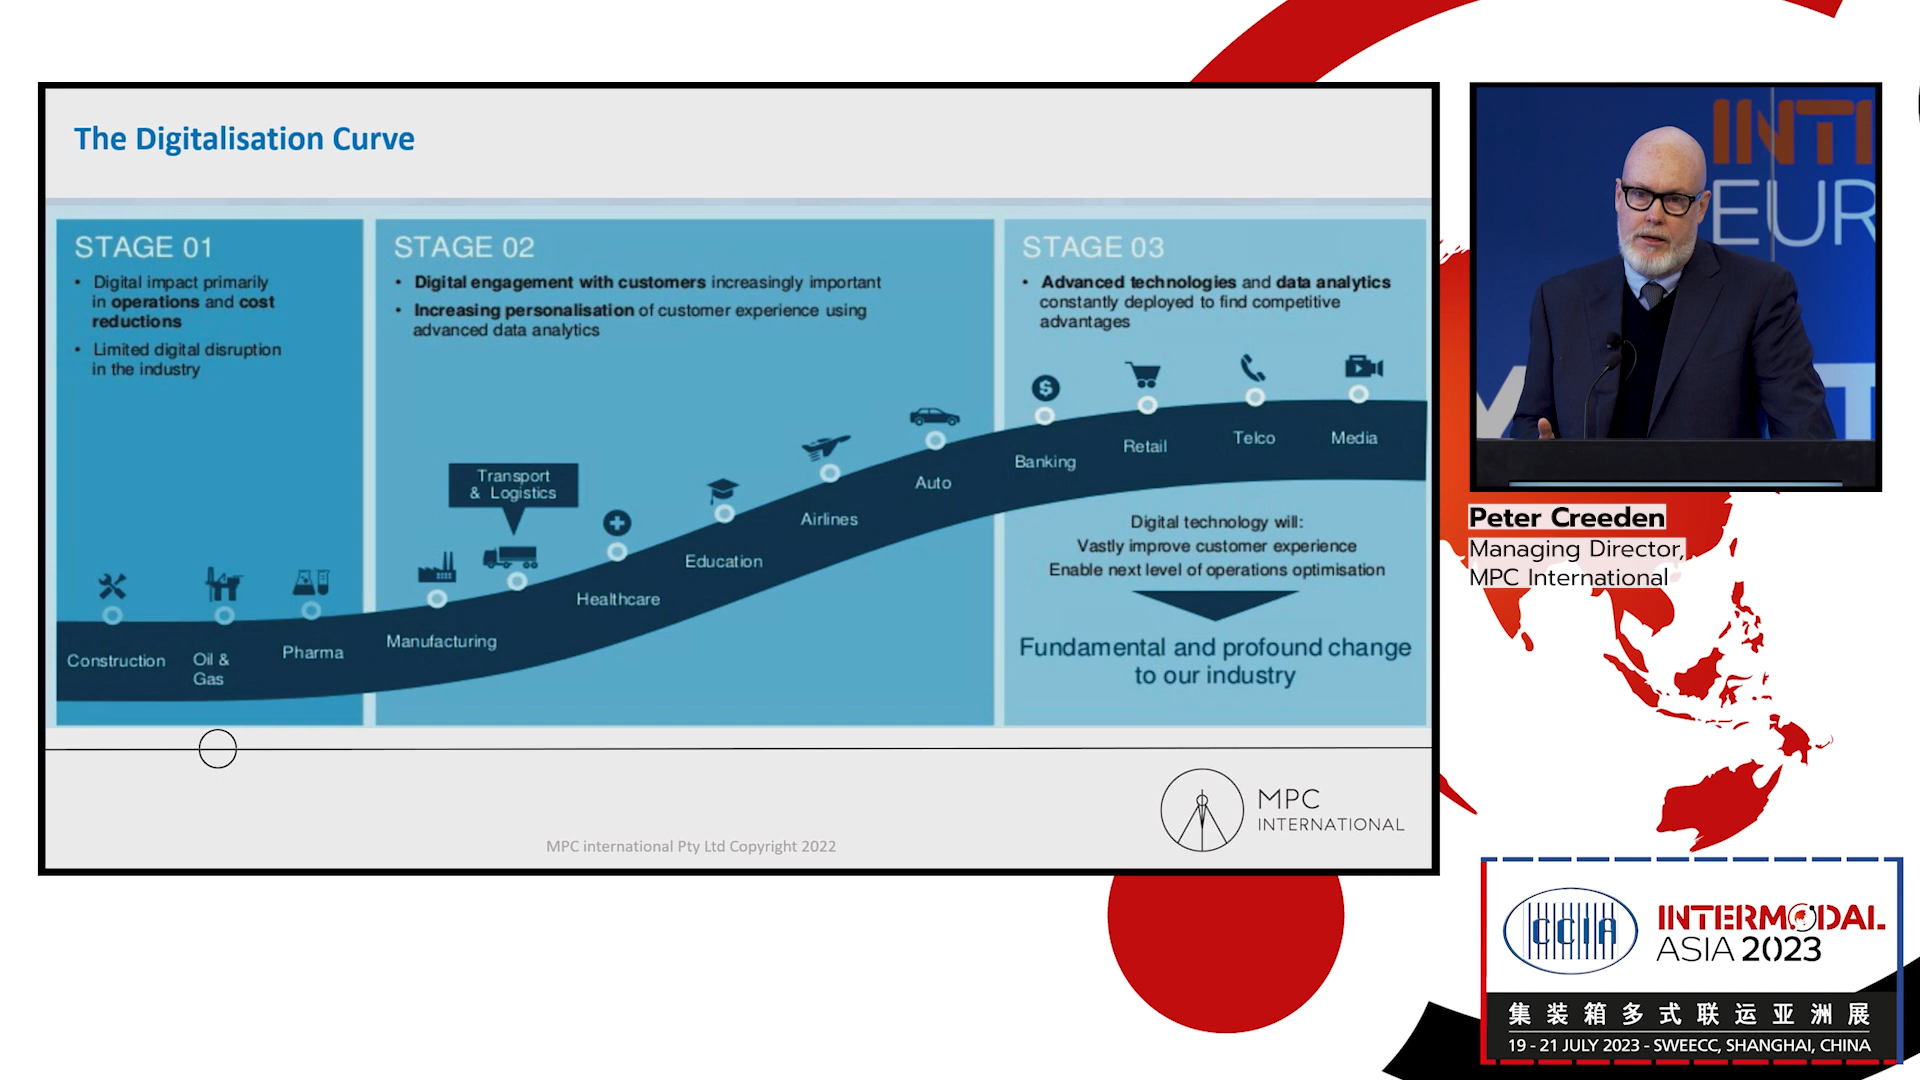 The Digitalisation Curve
STAGE 01
• Digital impact primarily
in operations and cost
reductions
• Limited digital disruption
in the industry
STAGE 02
• Digital engagement with customers increasingly important
• Increasing personalisation of customer experience using
advanced data analytics
STAGE 03
• Advanced technologies and data analytics
constantly deployed to find competitive
advantages
Construction
Oil &
Gas
Pharma
Manufacturing
Transport
& Logistics
Healthcare
Education
Airlines
Auto
Banking
Retail
Telco
Media
Digital technology will:
Vastly improve customer experience
Enable next level of operations optimisation
Fundamental and profound change
to our industry
MPC
INTERNATIONAL
MPC international Pty Ltd Copyright 2022
INT
EUR
Peter Creeden
Managing Director,
MPC International
CCIA
INTERMODAL
ASIA 2023
集装箱多式联运亚洲展
19 - 21 JULY 2023 - SWEECC, SHANGHAI, CHINA